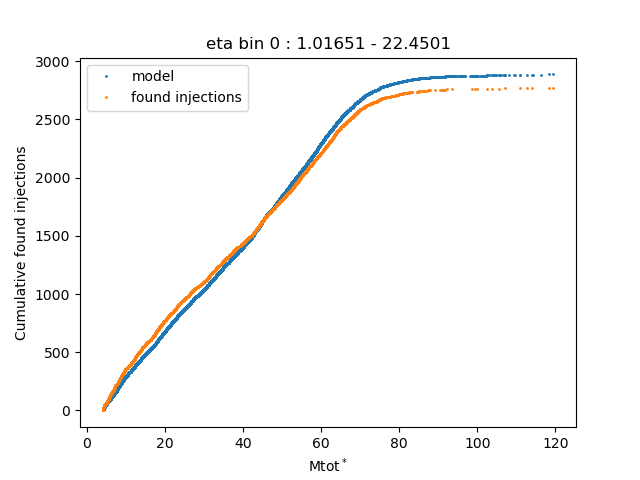 eta bin 0 : 1.01651 - 22.4501
model
found injections
3000
2500
2000
1500
1000
500
0
Cumulative found injections
0 20 40 60 80 100 120
Mtot*